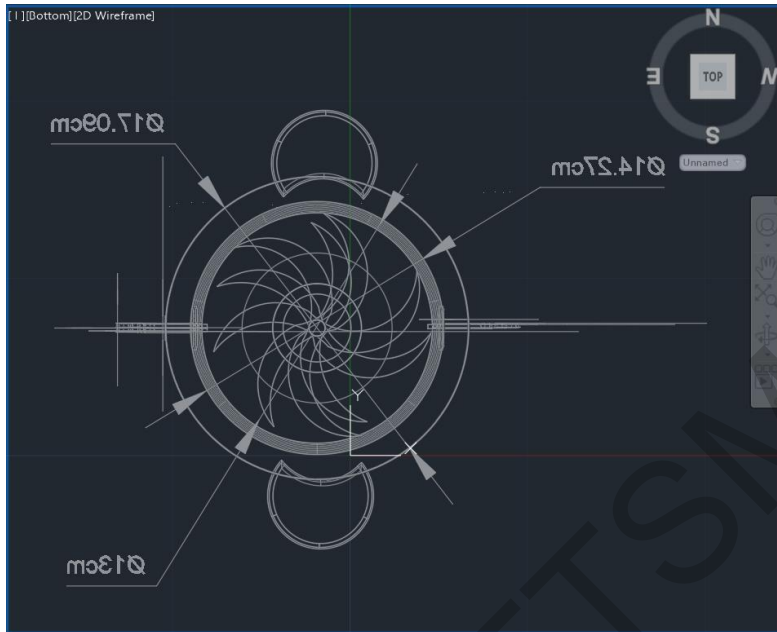 [ I ][Bottom][2D Wireframe]
N
E
TOP
W
S
Unnamed
Ø17.09cm
Ø14.27cm
Y
X
Ø13cm